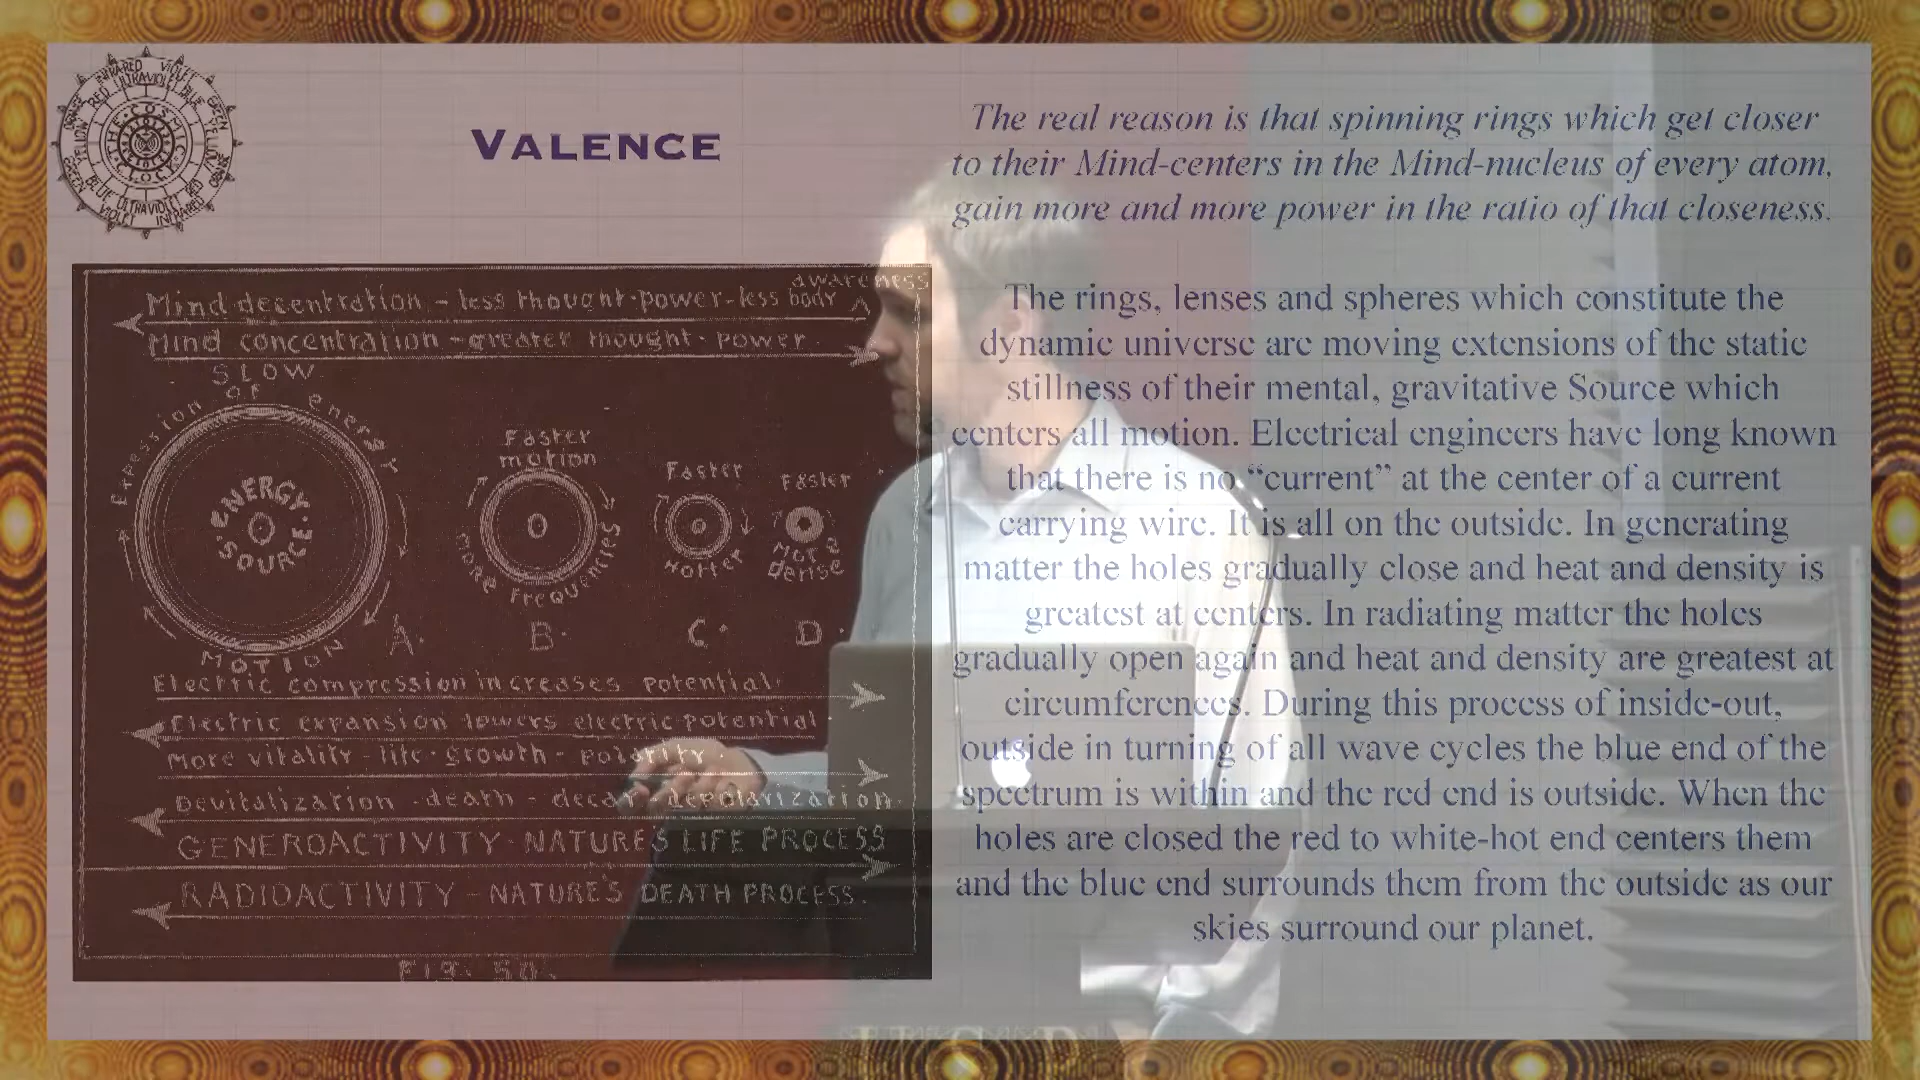 VALENCE
awareness
Mind decentration - less thought-power-less body
Mind concentration - greater thought - power.
SLOW
Expression of energy
ENERGY SOURCE
MOTION
A.
Faster
motion
more frequencies
B.
Faster
Hotter
C.
Faster
More
dense
D.
Electric compression increases potential
Electric expansion lowers electric potential
More vitality - life - growth - polarity.
Devitalization - death - decay - depolarization.
GENEROACTIVITY - NATURE'S LIFE PROCESS
RADIOACTIVITY - NATURE'S DEATH PROCESS.
FIG. 50.
The real reason is that spinning rings which get closer
to their Mind-centers in the Mind-nucleus of every atom,
gain more and more power in the ratio of that closeness.
The rings, lenses and spheres which constitute the
dynamic universe are moving extensions of the static
stillness of their mental, gravitative Source which
centers all motion. Electrical engineers have long known
that there is no “current” at the center of a current
carrying wire. It is all on the outside. In generating
matter the holes gradually close and heat and density is
greatest at centers. In radiating matter the holes
gradually open again and heat and density are greatest at
circumferences. During this process of inside-out,
outside in turning of all wave cycles the blue end of the
spectrum is within and the red end is outside. When the
holes are closed the red to white-hot end centers them
and the blue end surrounds them from the outside as our
skies surround our planet.